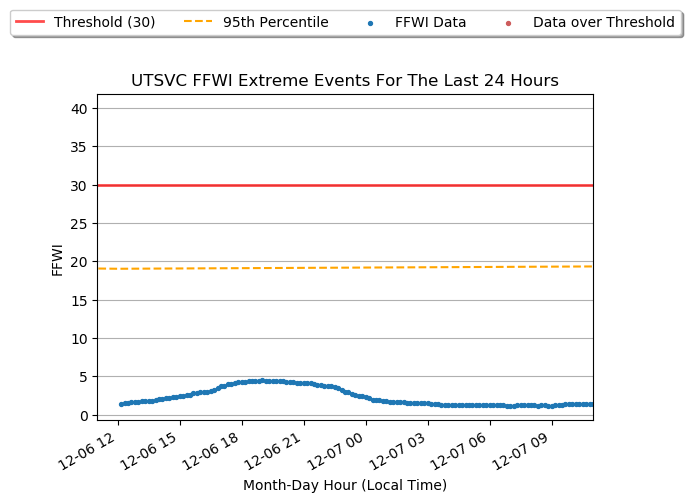 Threshold (30) 95th Percentile FFWI Data Data over Threshold
UTSVC FFWI Extreme Events For The Last 24 Hours
40
35
30
25
20
15
10
5
0
FFWI
12-06 12 12-06 15 12-06 18 12-06 21 12-07 00 12-07 03 12-07 06 12-07 09
Month-Day Hour (Local Time)